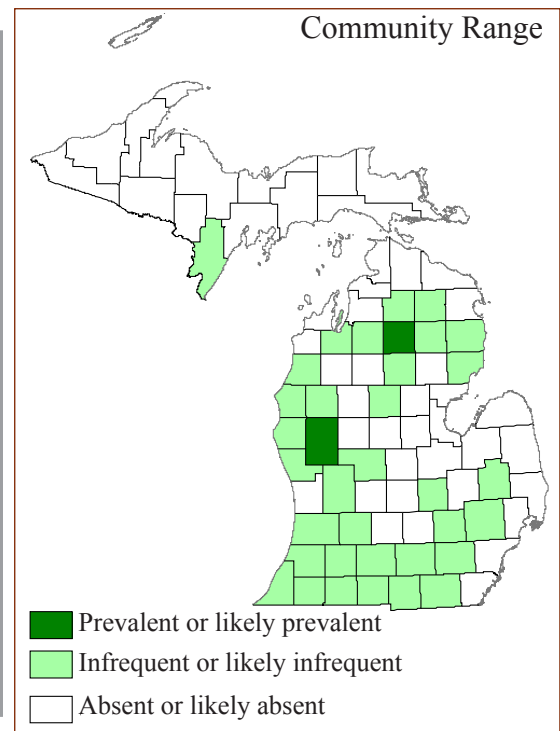 Community Range
Prevalent or likely prevalent
Infrequent or likely infrequent
Absent or likely absent